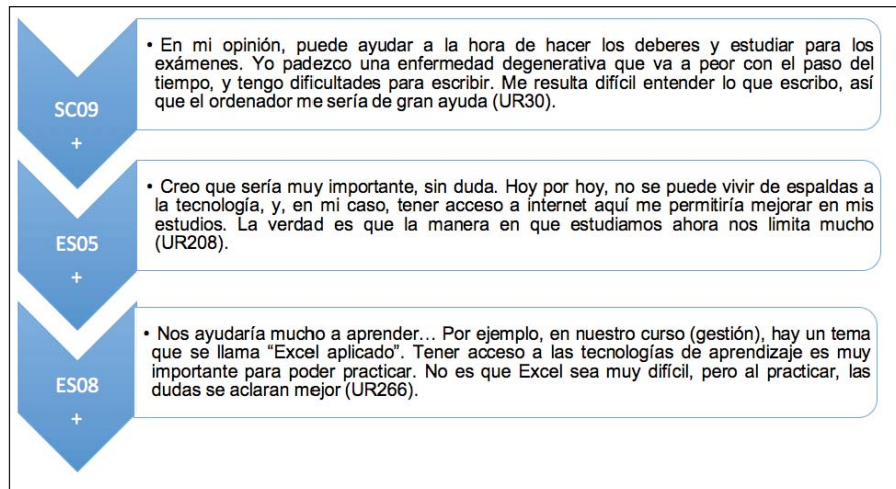 • En mi opinión, puede ayudar a la hora de hacer los deberes y estudiar para los
exámenes. Yo padezco una enfermedad degenerativa que va a peor con el paso del
tiempo, y tengo dificultades para escribir. Me resulta difícil entender lo que escribo, así
que el ordenador me sería de gran ayuda (UR30).
SC09
+
• Creo que sería muy importante, sin duda. Hoy por hoy, no se puede vivir de espaldas a
la tecnología, y, en mi caso, tener acceso a internet aquí me permitiría mejorar en mis
estudios. La verdad es que la manera en que estudiamos ahora nos limita mucho
(UR208).
ES05
+
• Nos ayudaría mucho a aprender… Por ejemplo, en nuestro curso (gestión), hay un tema
que se llama “Excel aplicado”. Tener acceso a las tecnologías de aprendizaje es muy
importante para poder practicar. No es que Excel sea muy difícil, pero al practicar, las
dudas se aclaran mejor (UR266).
ES08
+